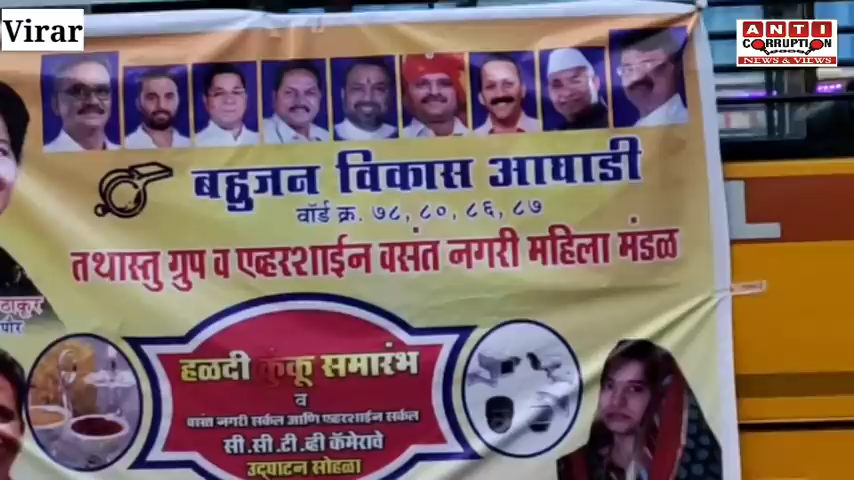 Virar
ANTI
CORRUPTION
NEWS & VIEWS
बहुजन विकास आघाडी
वॉर्ड क्र. ७८, ८०, ८६, ८७
तथास्तु ग्रुप व एव्हरशाईन वसंत नगरी महिला मंडळ
ठाकुर
हळदी कुंकू समारंभ
व
वसंत नगरी सर्कल आणि एव्हरशाईन सर्कल
सी.सी.टी.व्ही कॅमेराचे
उद्घाटन सोहळा